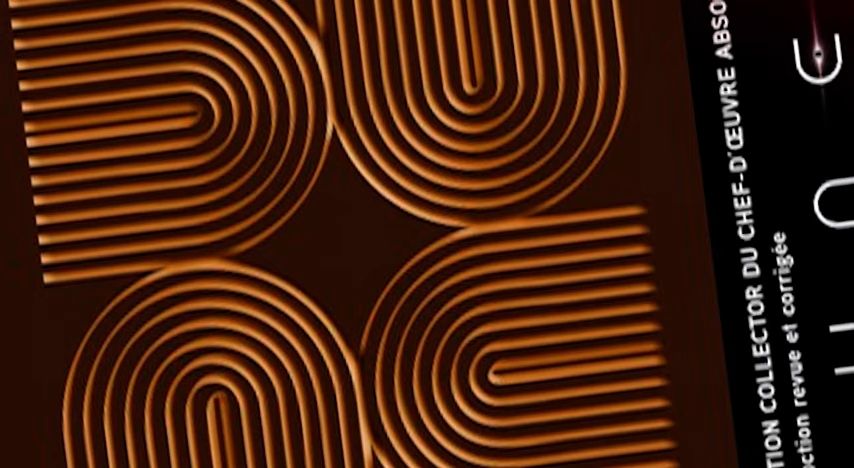 TION COLLECTOR DU CHEF-D'ŒUVRE ABSO
ction revue et corrigée